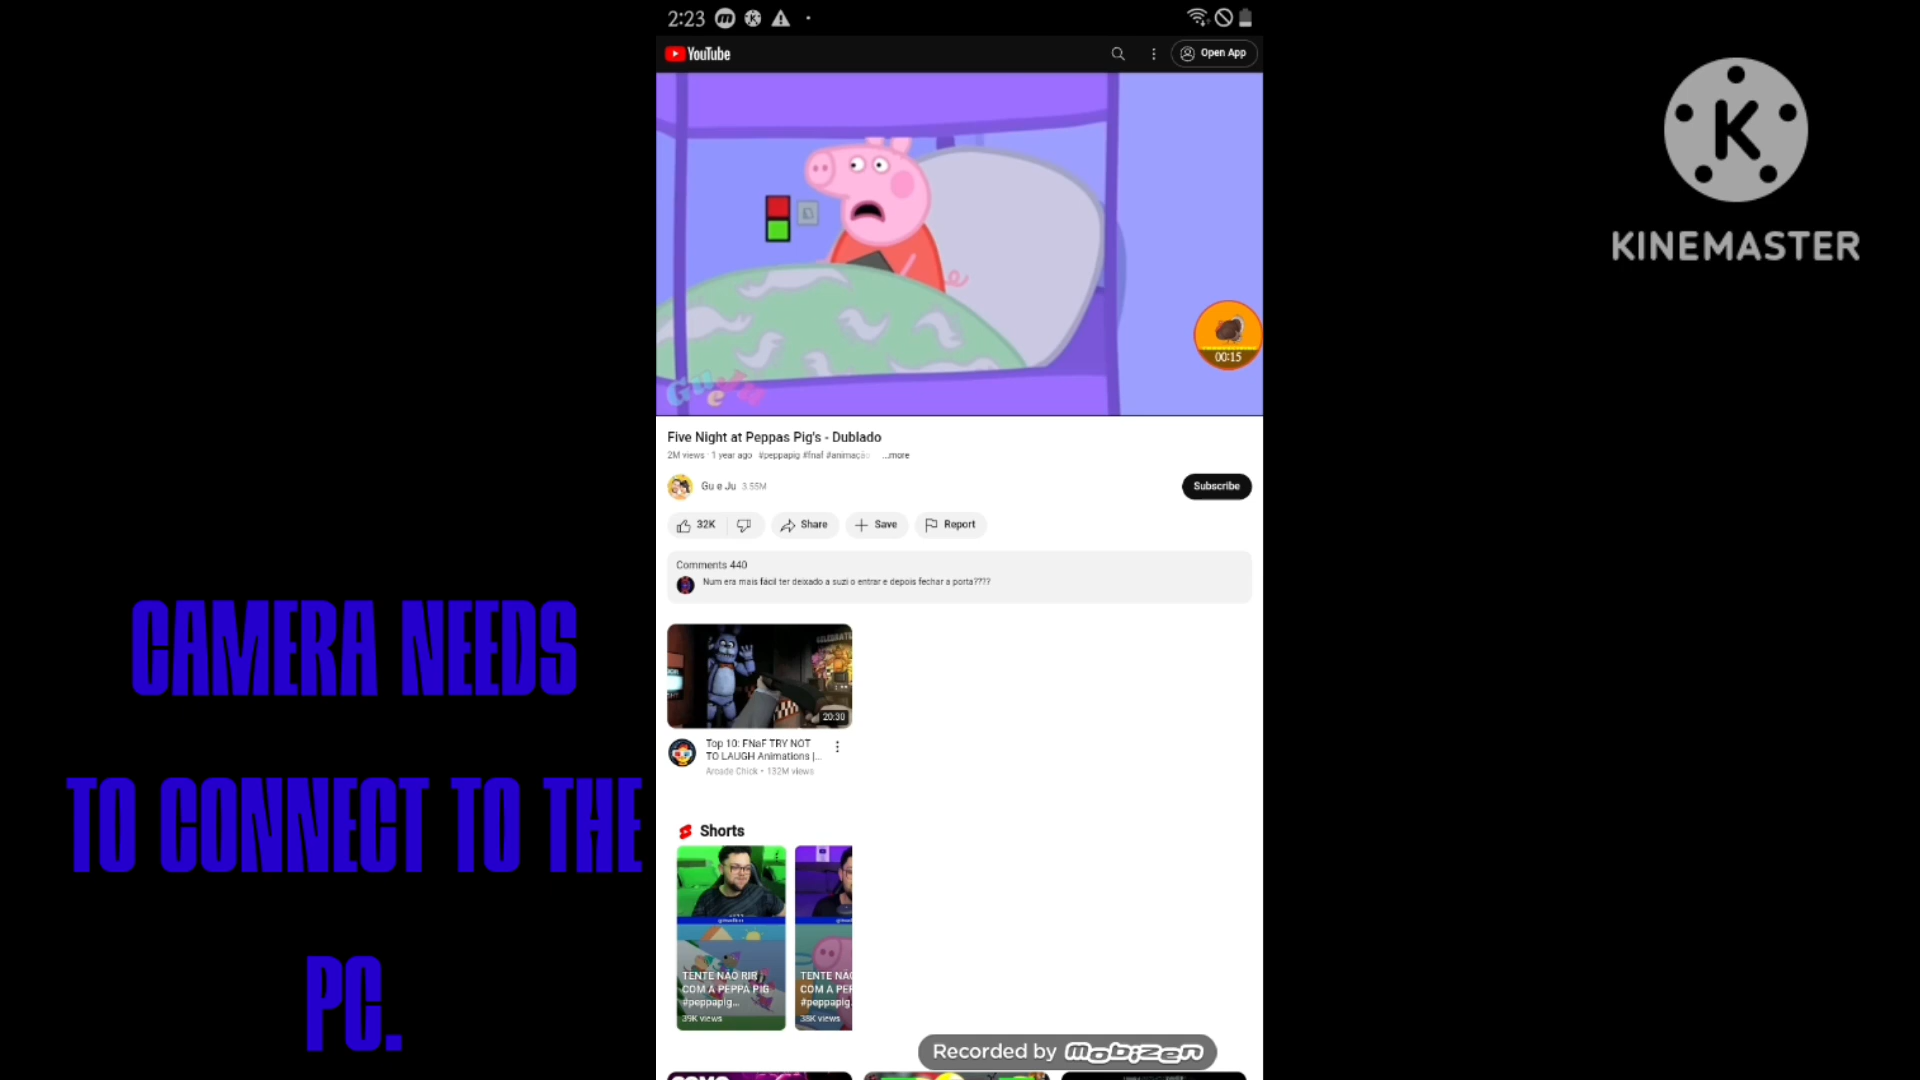 2:23
YouTube
Open App
00:15
Five Night at Peppas Pig's - Dublado
2M views · 1 year ago #peppapig #fnaf #animação ...more
Gu e Ju 3.55M
Subscribe
32K
Share
Save
Report
Comments 440
Num era mais fácil ter deixado a suzi o entrar e depois fechar a porta????
20:30
Top 10: FNaF TRY NOT
TO LAUGH Animations |...
Arcade Chick • 132M views
Shorts
TENTE NÃO RIR
COM A PEPPA PIG
#peppapig...
39K views
TENTE NÃO
COM A PEP
#peppapig
38K views
Recorded by mobizen
KINEMASTER
CAMERA NEEDS
TO CONNECT TO THE
PC.